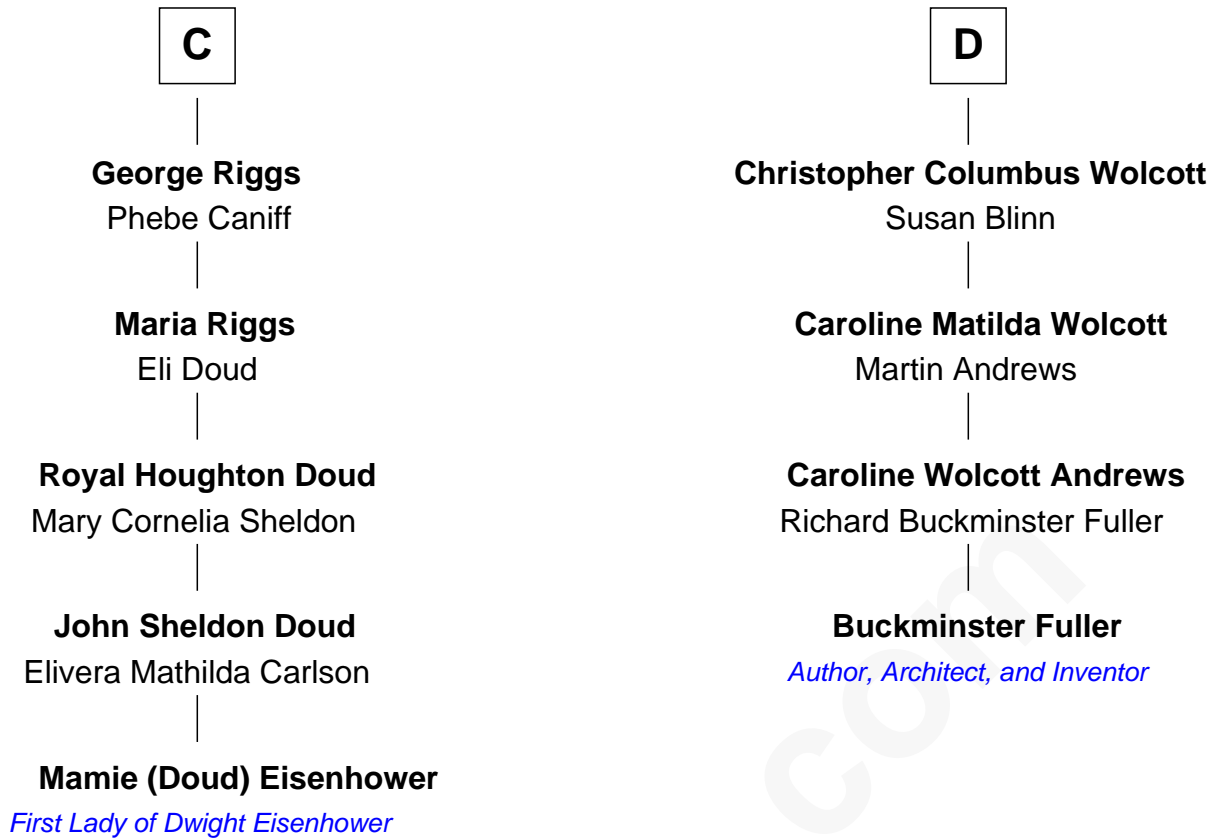 C
George Riggs
Phebe Caniff
Maria Riggs
Eli Doud
Royal Houghton Doud
Mary Cornelia Sheldon
John Sheldon Doud
Elivera Mathilda Carlson
Mamie (Doud) Eisenhower
First Lady of Dwight Eisenhower
D
Christopher Columbus Wolcott
Susan Blinn
Caroline Matilda Wolcott
Martin Andrews
Caroline Wolcott Andrews
Richard Buckminster Fuller
Buckminster Fuller
Author, Architect, and Inventor
com